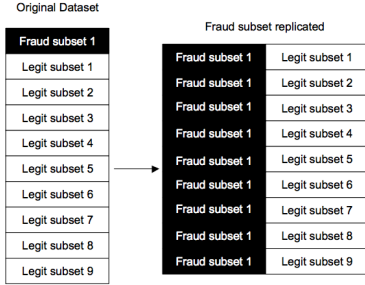 Original Dataset
Fraud subset 1
Legit subset 1
Legit subset 2
Legit subset 3
Legit subset 4
Legit subset 5
Legit subset 6
Legit subset 7
Legit subset 8
Legit subset 9
Fraud subset replicated
Fraud subset 1 Legit subset 1
Fraud subset 1 Legit subset 2
Fraud subset 1 Legit subset 3
Fraud subset 1 Legit subset 4
Fraud subset 1 Legit subset 5
Fraud subset 1 Legit subset 6
Fraud subset 1 Legit subset 7
Fraud subset 1 Legit subset 8
Fraud subset 1 Legit subset 9